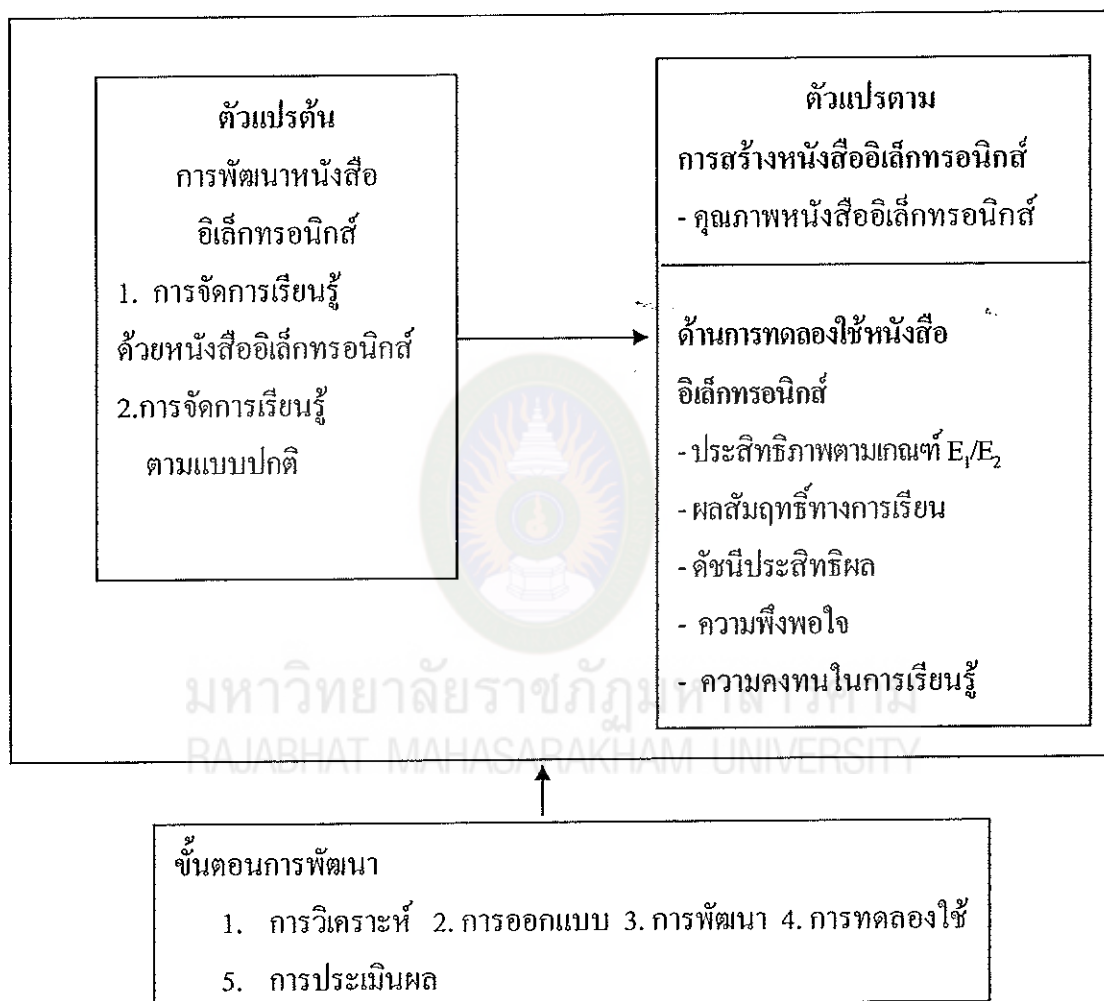 ตัวแปรต้น
การพัฒนาหนังสือ
อิเล็กทรอนิกส์
1. การจัดการเรียนรู้
ด้วยหนังสืออิเล็กทรอนิกส์
2.การจัดการเรียนรู้
ตามแบบปกติ
ตัวแปรตาม
การสร้างหนังสืออิเล็กทรอนิกส์
- คุณภาพหนังสืออิเล็กทรอนิกส์
ด้านการทดลองใช้หนังสือ
อิเล็กทรอนิกส์
- ประสิทธิภาพตามเกณฑ์ E₁/E₂
- ผลสัมฤทธิ์ทางการเรียน
- ดัชนีประสิทธิผล
- ความพึงพอใจ
- ความคงทนในการเรียนรู้
มหาวิทยาลัยราชภัฏมหาสารคาม
RAJABHAT MAHASARAKHAM UNIVERSITY
ขั้นตอนการพัฒนา
1. การวิเคราะห์ 2. การออกแบบ 3. การพัฒนา 4. การทดลองใช้
5. การประเมินผล